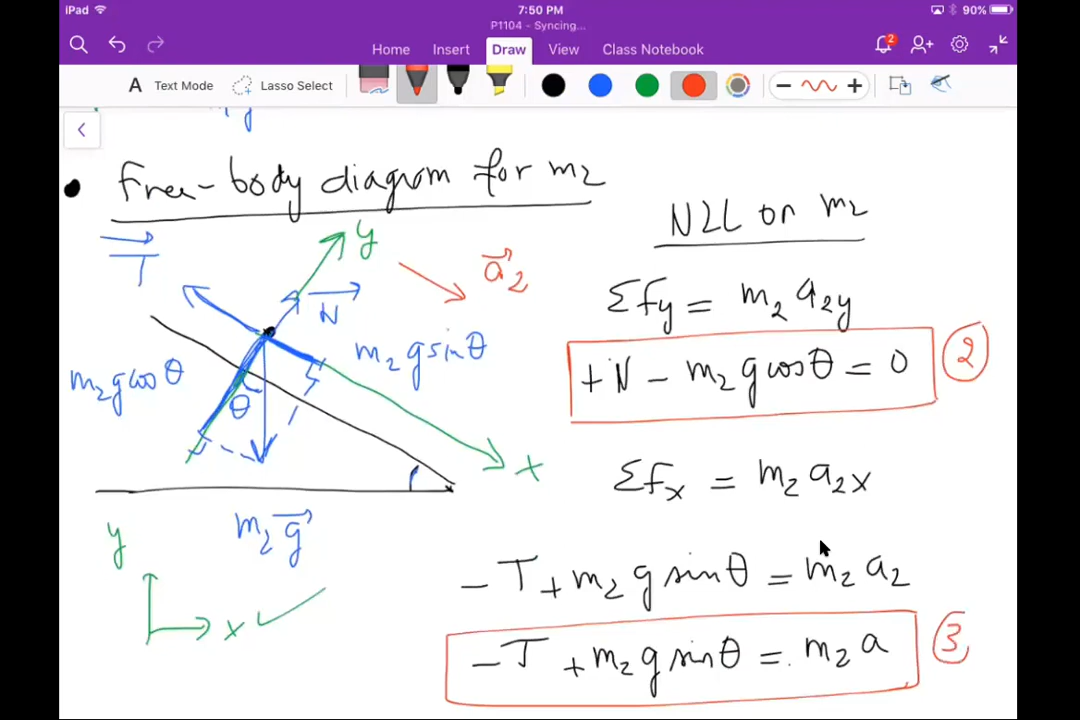 iPad 7:50 PM 90%
P1104 - Syncing...
Home Insert Draw View Class Notebook 2
A Text Mode Lasso Select
Free-body diagram for m2
N2L on m2
T
y
a2
N
ΣFy = m2 a2y
m2 g sinθ
m2 g cosθ
+N - m2 g cosθ = 0 2
θ
x
ΣFx = m2 a2x
m2 g
y
x
-T + m2 g sinθ = m2 a2
-T + m2 g sinθ = m2 a 3